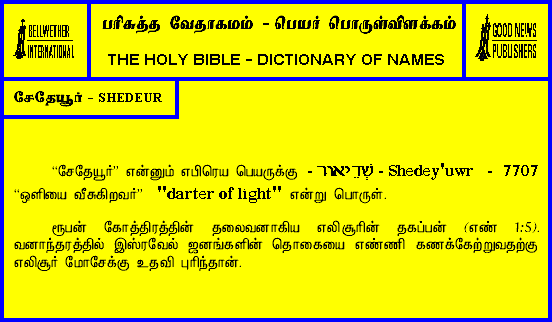 BELLWETHER
INTERNATIONAL
பரிசுத்த வேதாகமம் - பெயர் பொருள்விளக்கம்
THE HOLY BIBLE - DICTIONARY OF NAMES
GOOD NEWS
PUBLISHERS
சேதேயூர் - SHEDEUR
“சேதேயூர்” என்னும் எபிரெய பெயருக்கு - שְׁדֵיאוּר - Shedey'uwr - 7707
“ஒளியை வீசுகிறவர்” "darter of light" என்று பொருள்.
ரூபன் கோத்திரத்தின் தலைவனாகிய எலிசூரின் தகப்பன் (எண் 1:5).
வனாந்தரத்தில் இஸ்ரவேல் ஜனங்களின் தொகையை எண்ணி கணக்கேற்றுவதற்கு
எலிசூர் மோசேக்கு உதவி புரிந்தான்.